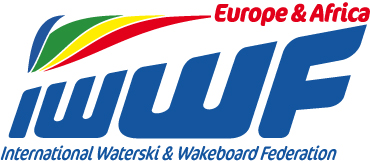 Europe & Africa
iwwf
International Waterski & Wakeboard Federation